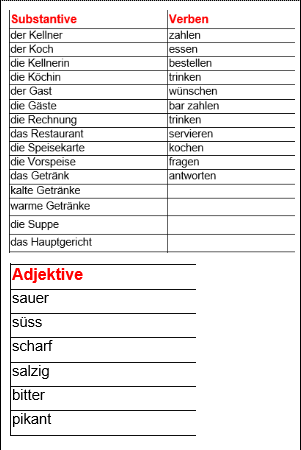 Substantive Verben
der Kellner zahlen
der Koch essen
die Kellnerin bestellen
die Köchin trinken
der Gast wünschen
die Gäste bar zahlen
die Rechnung trinken
das Restaurant servieren
die Speisekarte kochen
die Vorspeise fragen
das Getränk antworten
kalte Getränke
warme Getränke
die Suppe
das Hauptgericht
Adjektive
sauer
süss
scharf
salzig
bitter
pikant